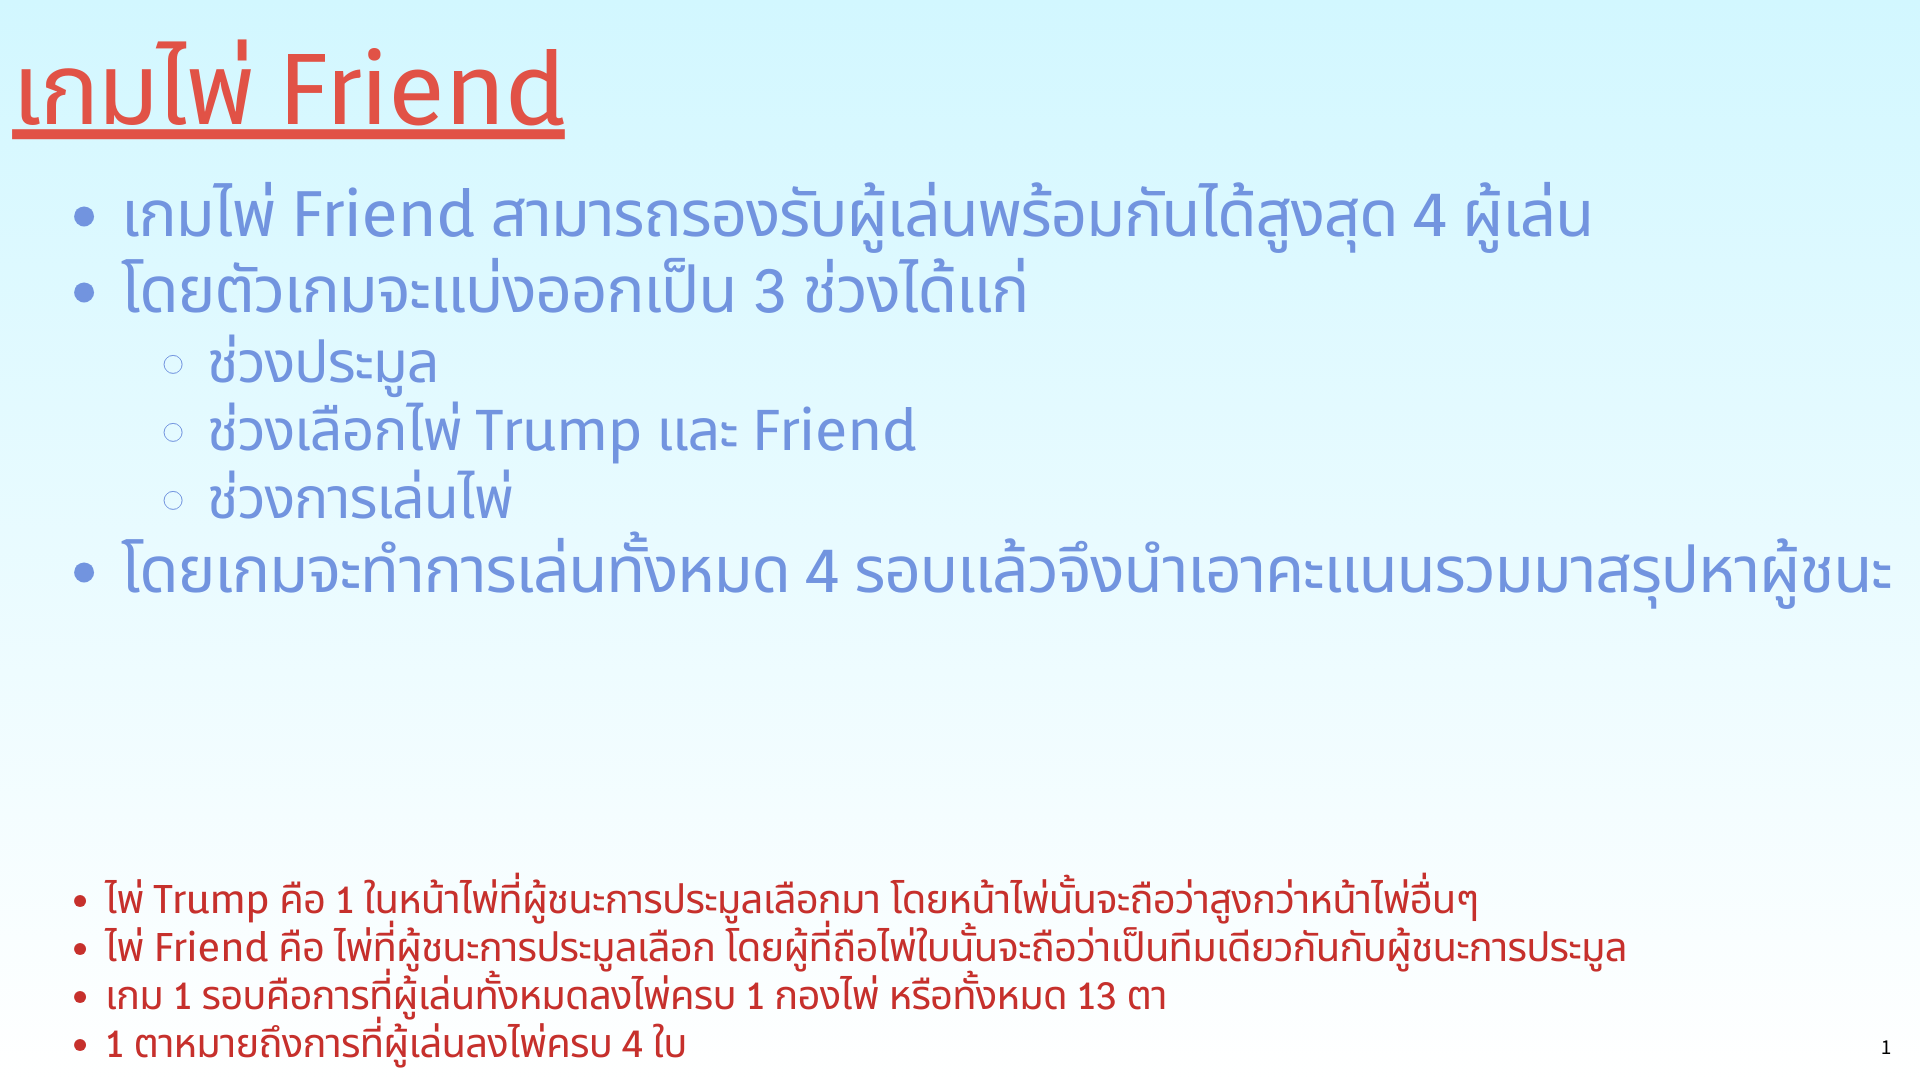 เกมไพ่ Friend
• เกมไพ่ Friend สามารถรองรับผู้เล่นพร้อมกันได้สูงสุด 4 ผู้เล่น
• โดยตัวเกมจะแบ่งออกเป็น 3 ช่วงได้แก่
○ ช่วงประมูล
○ ช่วงเลือกไพ่ Trump และ Friend
○ ช่วงการเล่นไพ่
• โดยเกมจะทำการเล่นทั้งหมด 4 รอบแล้วจึงนำเอาคะแนนรวมมาสรุปหาผู้ชนะ
• ไพ่ Trump คือ 1 ในหน้าไพ่ที่ผู้ชนะการประมูลเลือกมา โดยหน้าไพ่นั้นจะถือว่าสูงกว่าหน้าไพ่อื่นๆ
• ไพ่ Friend คือ ไพ่ที่ผู้ชนะการประมูลเลือก โดยผู้ที่ถือไพ่ใบนั้นจะถือว่าเป็นทีมเดียวกันกับผู้ชนะการประมูล
• เกม 1 รอบคือการที่ผู้เล่นทั้งหมดลงไพ่ครบ 1 กองไพ่ หรือทั้งหมด 13 ตา
• 1 ตาหมายถึงการที่ผู้เล่นลงไพ่ครบ 4 ใบ
1